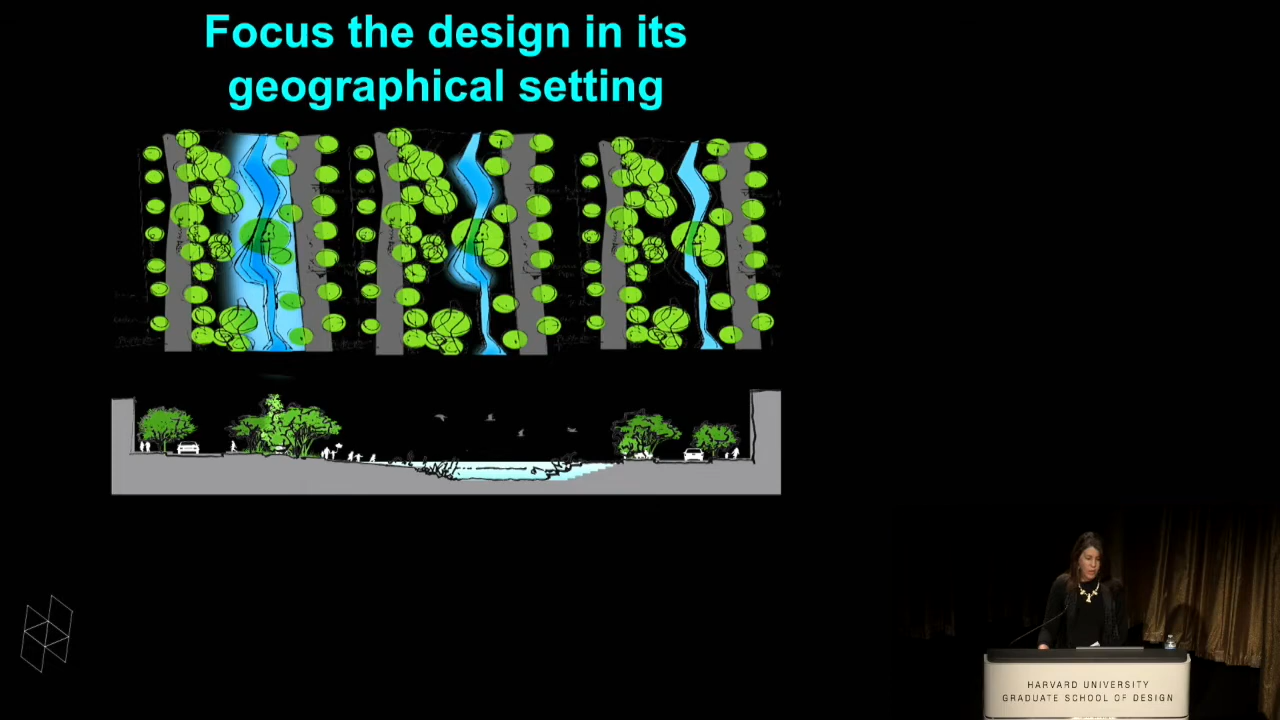 Focus the design in its
geographical setting
HARVARD UNIVERSITY
GRADUATE SCHOOL OF DESIGN